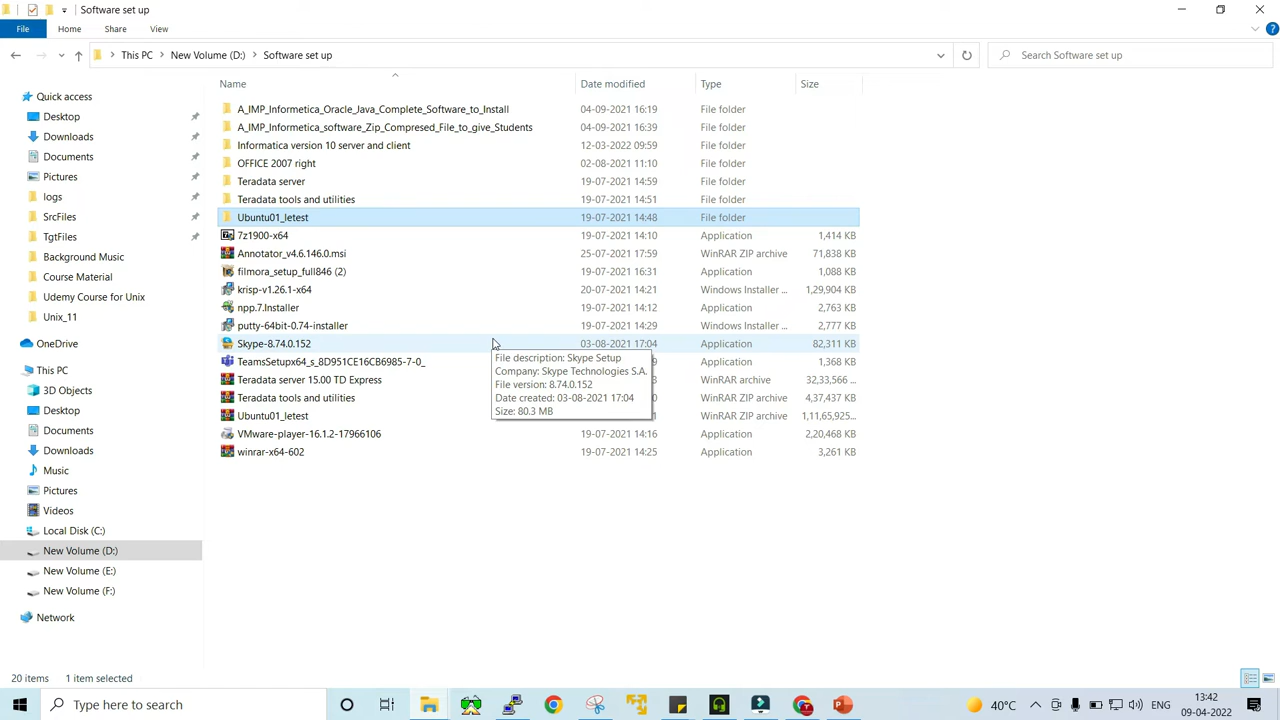 Software set up
File Home Share View
This PC New Volume (D:) Software set up
Search Software set up
Name Date modified Type Size
Quick access
Desktop
Downloads
Documents
Pictures
logs
SrcFiles
TgtFiles
Background Music
Course Material
Udemy Course for Unix
Unix_11
OneDrive
This PC
3D Objects
Desktop
Documents
Downloads
Music
Pictures
Videos
Local Disk (C:)
New Volume (D:)
New Volume (E:)
New Volume (F:)
Network
A_IMP_Informetica_Oracle_Java_Complete_Software_to_Install 04-09-2021 16:19 File folder
A_IMP_Informetica_software_Zip_Compresed_File_to_give_Students 04-09-2021 16:39 File folder
Informatica version 10 server and client 12-03-2022 09:59 File folder
OFFICE 2007 right 02-08-2021 11:10 File folder
Teradata server 19-07-2021 14:59 File folder
Teradata tools and utilities 19-07-2021 14:51 File folder
Ubuntu01_letest 19-07-2021 14:48 File folder
7z1900-x64 19-07-2021 14:10 Application 1,414 KB
Annotator_v4.6.146.0.msi 25-07-2021 17:59 WinRAR ZIP archive 71,838 KB
filmora_setup_full846 (2) 19-07-2021 16:31 Application 1,088 KB
krisp-v1.26.1-x64 20-07-2021 14:21 Windows Installer ... 1,29,904 KB
npp.7.Installer 19-07-2021 14:12 Application 2,763 KB
putty-64bit-0.74-installer 19-07-2021 14:29 Windows Installer ... 2,777 KB
Skype-8.74.0.152 03-08-2021 17:04 Application 82,311 KB
TeamsSetupx64_s_8D951CE16CB6985-7-0_ Application 1,368 KB
Teradata server 15.00 TD Express WinRAR archive 32,33,566 ...
Teradata tools and utilities WinRAR ZIP archive 4,37,437 KB
Ubuntu01_letest WinRAR ZIP archive 1,11,65,925...
VMware-player-16.1.2-17966106 19-07-2021 14:16 Application 2,20,468 KB
winrar-x64-602 19-07-2021 14:25 Application 3,261 KB
File description: Skype Setup
Company: Skype Technologies S.A.
File version: 8.74.0.152
Date created: 03-08-2021 17:04
Size: 80.3 MB
20 items 1 item selected
Type here to search
40°C
ENG
13:42
09-04-2022